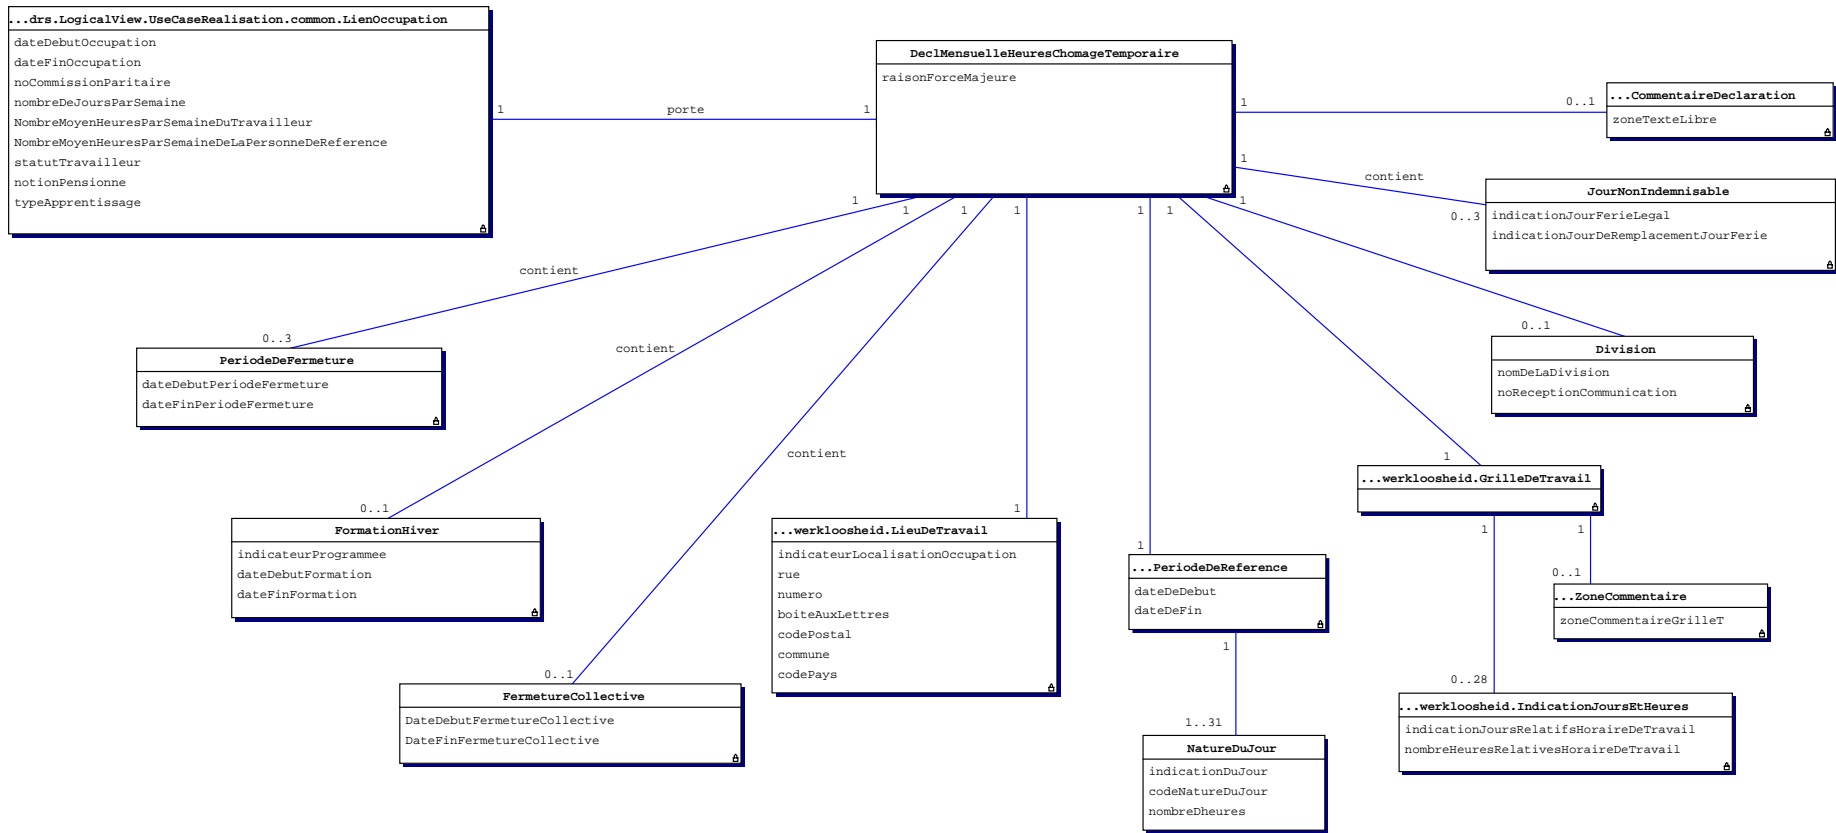 ...drs.LogicalView.UseCaseRealisation.common.LienOccupation
dateDebutOccupation
dateFinOccupation
noCommissionParitaire
nombreDeJoursParSemaine
NombreMoyenHeuresParSemaineDuTravailleur
NombreMoyenHeuresParSemaineDeLaPersonneDeReference
statutTravailleur
notionPensionne
typeApprentissage
1
porte
1
DeclMensuelleHeuresChomageTemporaire
raisonForceMajeure
1
0..1
...CommentaireDeclaration
zoneTexteLibre
1
contient
0..3
JourNonIndemnisable
indicationJourFerieLegal
indicationJourDeRemplacementJourFerie
1
1
1
1
1
1
1
contient
0..3
PeriodeDeFermeture
dateDebutPeriodeFermeture
dateFinPeriodeFermeture
contient
0..1
FormationHiver
indicateurProgrammee
dateDebutFormation
dateFinFormation
contient
0..1
FermetureCollective
DateDebutFermetureCollective
DateFinFermetureCollective
1
...werkloosheid.LieuDeTravail
indicateurLocalisationOccupation
rue
numero
boiteAuxLettres
codePostal
commune
codePays
1
...PeriodeDeReference
dateDeDebut
dateDeFin
1
1..31
NatureDuJour
indicationDuJour
codeNatureDuJour
nombreDheures
0..1
Division
nomDeLaDivision
noReceptionCommunication
1
...werkloosheid.GrilleDeTravail
1
1
0..1
...ZoneCommentaire
zoneCommentaireGrilleT
0..28
...werkloosheid.IndicationJoursEtHeures
indicationJoursRelatifsHoraireDeTravail
nombreHeuresRelativesHoraireDeTravail